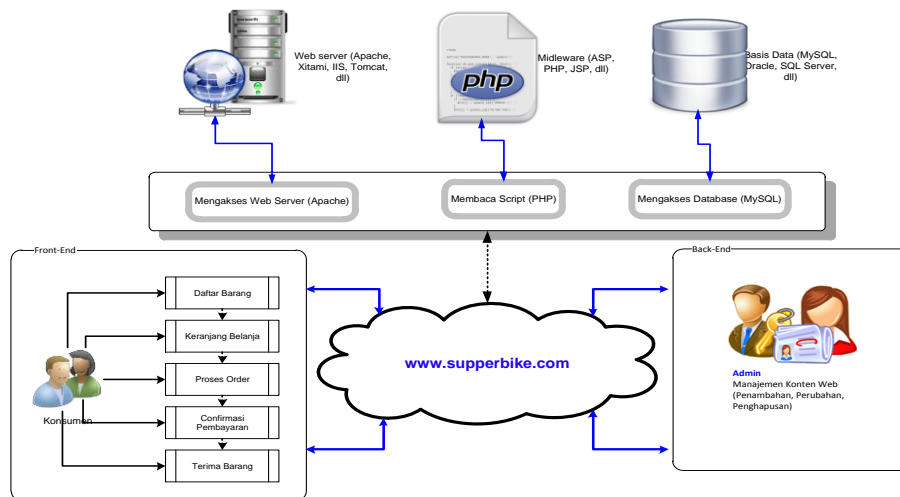 Web server (Apache,
Xitami, IIS, Tomcat,
dll)
php
Midleware (ASP,
PHP, JSP, dll)
Basis Data (MySQL,
Oracle, SQL Server,
dll)
Mengakses Web Server (Apache)
Membaca Script (PHP)
Mengakses Database (MySQL)
Front-End
Daftar Barang
Keranjang Belanja
Proses Order
Confirmasi
Pembayaran
Terima Barang
Konsumen
www.supperbike.com
Back-End
Admin
Manajemen Konten Web
(Penambahan, Perubahan,
Penghapusan)